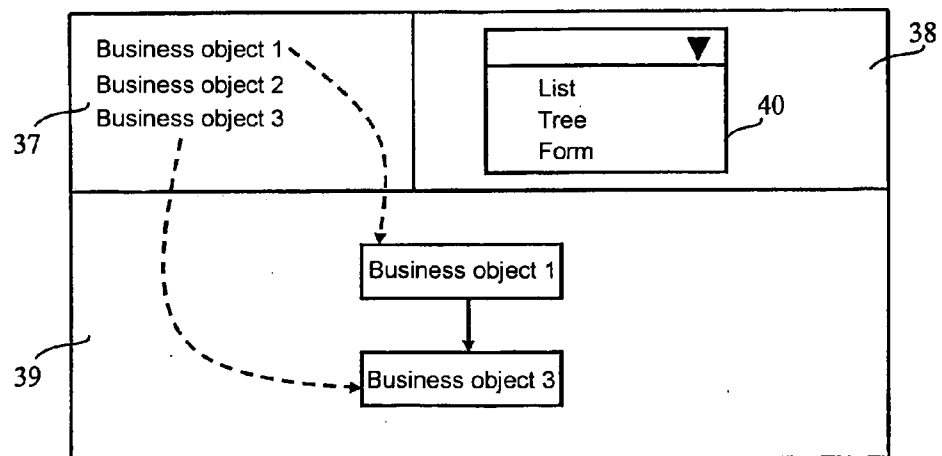 Business object 1
Business object 2
Business object 3
37
List
Tree
Form
38
40
Business object 1
Business object 3
39